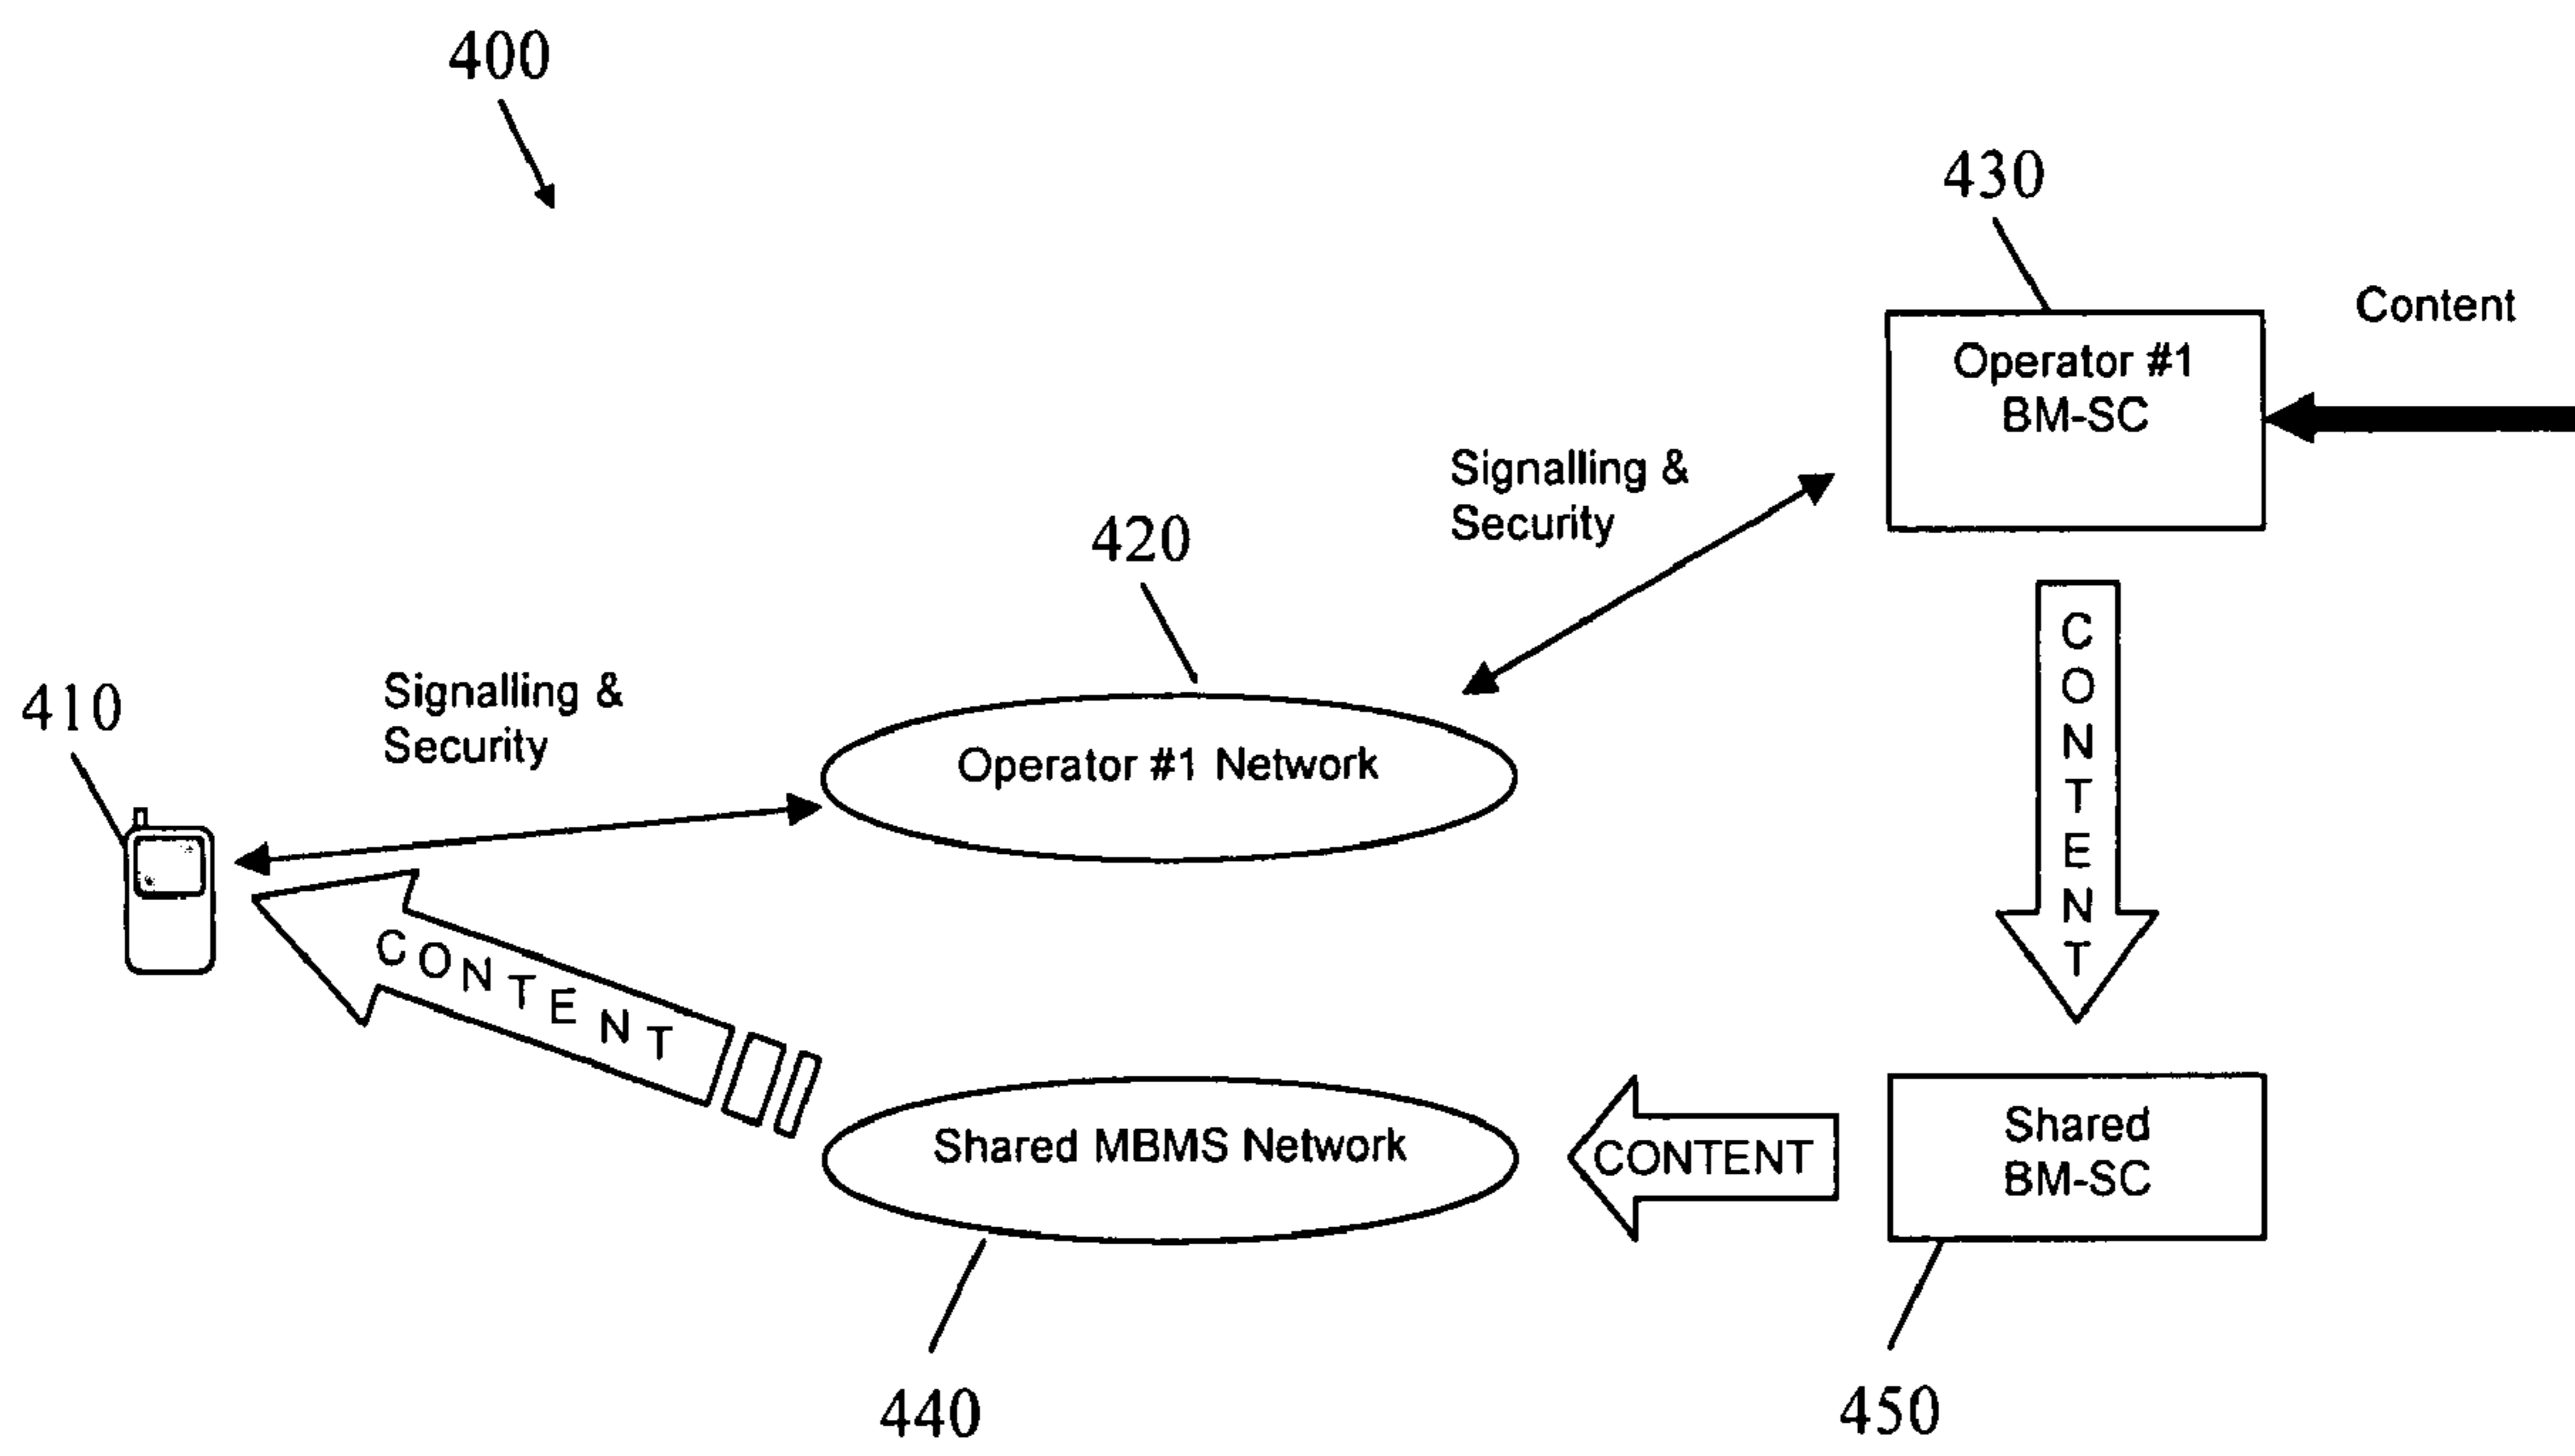 400
430
Content
Operator #1
BM-SC
Signalling &
Security
420
CONTENT
Signalling &
Security
410
Operator #1 Network
CONTENT
Shared MBMS Network
CONTENT
Shared
BM-SC
440
450